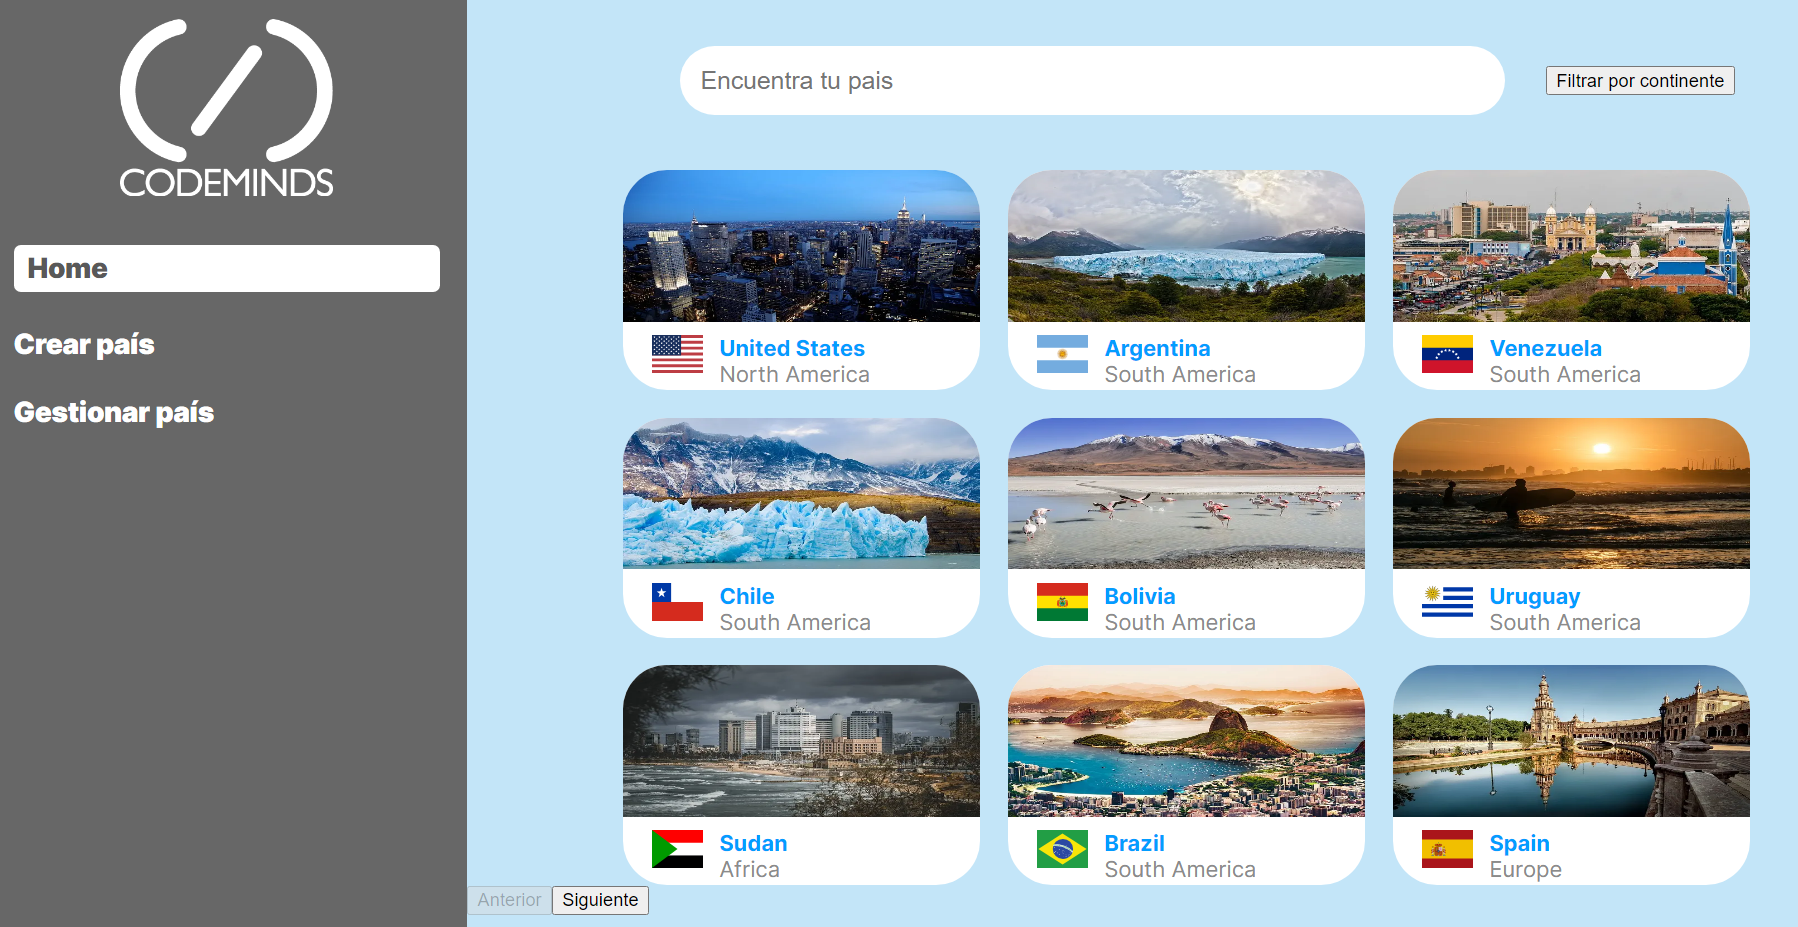 CODEMINDS
Home
Crear país
Gestionar país
Encuentra tu pais
Filtrar por continente
United States
North America
Argentina
South America
Venezuela
South America
Chile
South America
Bolivia
South America
Uruguay
South America
Sudan
Africa
Brazil
South America
Spain
Europe
Anterior
Siguiente